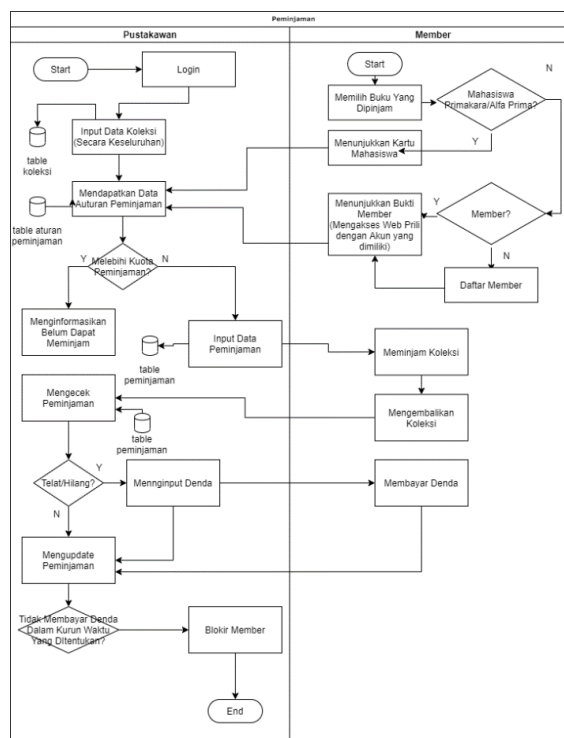 Peminjaman
Pustakawan
Member
Start
Login
Input Data Koleksi
(Secara Keseluruhan)
table
koleksi
Mendapatkan Data
Auturan Peminjaman
table aturan
peminjaman
Melebihi Kuota
Peminjaman?
Y
N
Menginformasikan
Belum Dapat
Meminjam
Input Data
Peminjaman
table
peminjaman
Mengecek
Peminjaman
table
peminjaman
Telat/Hilang?
Y
N
Mennginput Denda
Mengupdate
Peminjaman
Tidak Membayar Denda
Dalam Kurun Waktu
Yang DItentukan?
Blokir Member
End
Start
Memilih Buku Yang
Dipinjam
Mahasiswa
Primakara/Alfa Prima?
N
Y
Menunjukkan Kartu
Mahasiswa
Menunjukkan Bukti
Member
(Mengakses Web Prili
dengan Akun yang
dimiliki)
Y
Member?
N
Daftar Member
Meminjam Koleksi
Mengembalikan
Koleksi
Membayar Denda